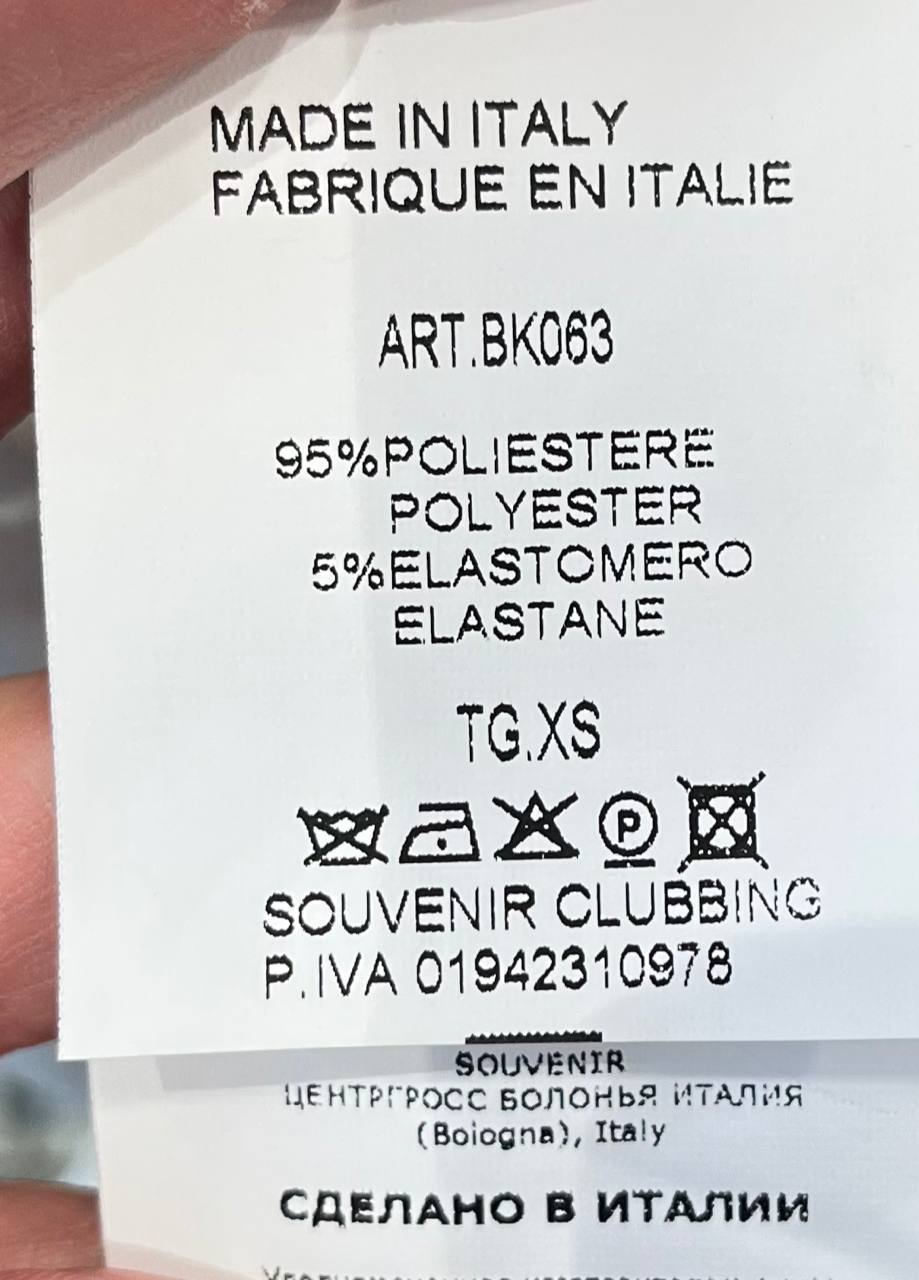 MADE IN ITALY
FABRIQUE EN ITALIE
ART.BK063
95%POLIESTERE
POLYESTER
5%ELASTOMERO
ELASTANE
TG.XS
P
SOUVENIR CLUBBING
P.IVA 01942310978
SOUVENIR
ЦЕНТРГРОСС БОЛОНЬЯ ИТАЛИЯ
(Boiogna), Italy
СДЕЛАНО В ИТАЛИИ